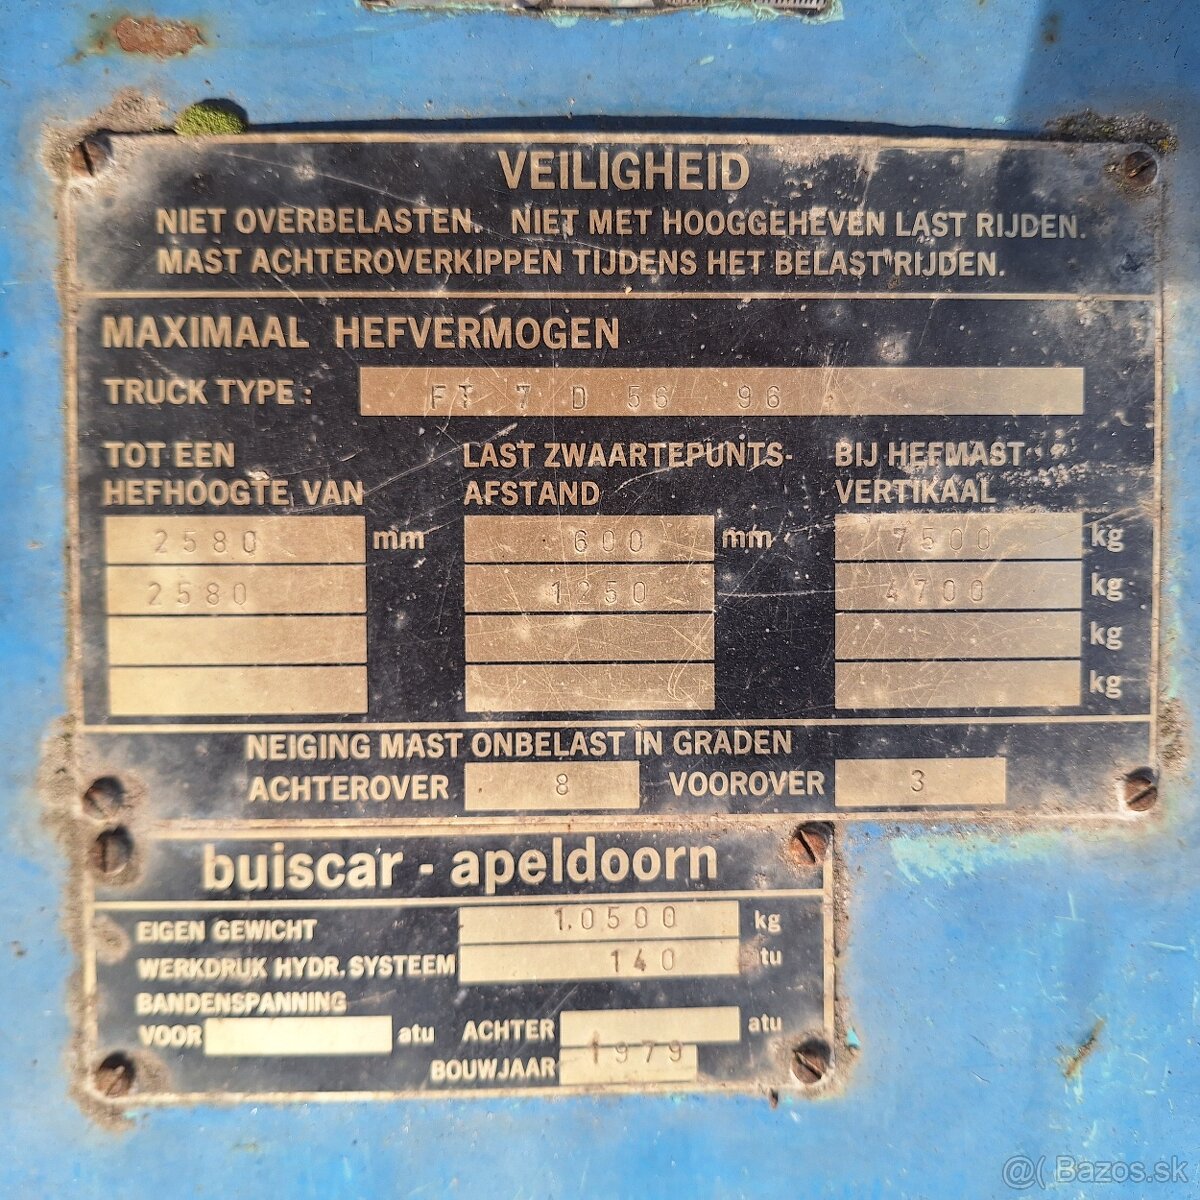 VEILIGHEID
NIET OVERBELASTEN. NIET MET HOOGGEHEVEN LAST RIJDEN.
MAST ACHTEROVERKIPPEN TIJDENS HET BELAST RIJDEN.
MAXIMAAL HEFVERMOGEN
TRUCK TYPE : FT 7 D 56 96
TOT EEN HEFHOOGTE VAN
LAST ZWAARTEPUNTS-AFSTAND
BIJ HEFMAST VERTIKAAL
2580 mm 600 mm 7500 kg
2580 1250 4700 kg
kg
kg
NEIGING MAST ONBELAST IN GRADEN
ACHTEROVER 8 VOOROVER 3
buiscar - apeldoorn
EIGEN GEWICHT 1.0500 kg
WERKDRUK HYDR. SYSTEEM 140 atu
BANDENSPANNING
VOOR atu ACHTER atu
BOUWJAAR 1979
@( Bazos.sk